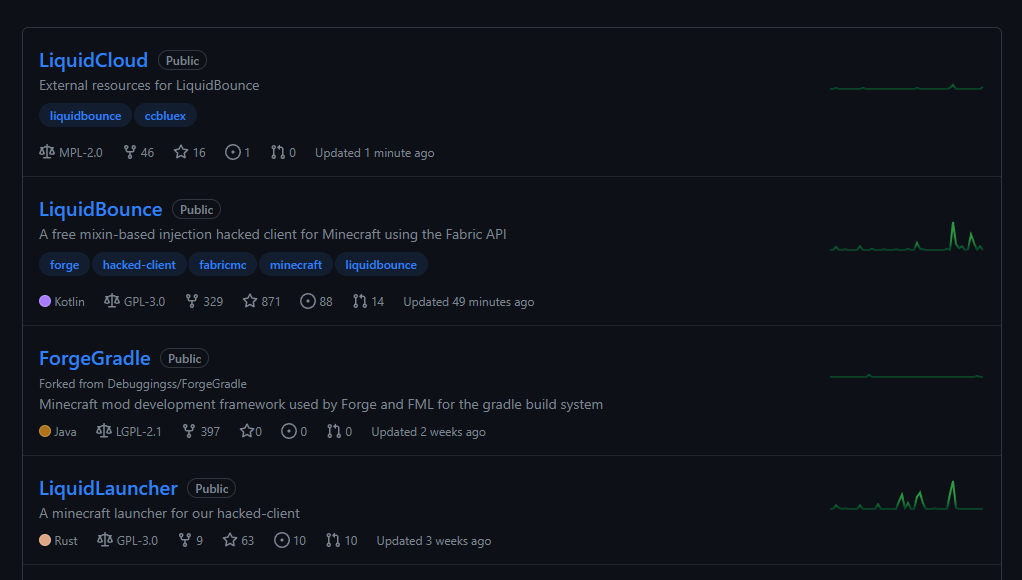 LiquidCloud Public
External resources for LiquidBounce
liquidbounce ccbluex
MPL-2.0 46 16 1 0 Updated 1 minute ago
LiquidBounce Public
A free mixin-based injection hacked client for Minecraft using the Fabric API
forge hacked-client fabricmc minecraft liquidbounce
Kotlin GPL-3.0 329 871 88 14 Updated 49 minutes ago
ForgeGradle Public
Forked from Debuggingss/ForgeGradle
Minecraft mod development framework used by Forge and FML for the gradle build system
Java LGPL-2.1 397 0 0 0 Updated 2 weeks ago
LiquidLauncher Public
A minecraft launcher for our hacked-client
Rust GPL-3.0 9 63 10 10 Updated 3 weeks ago